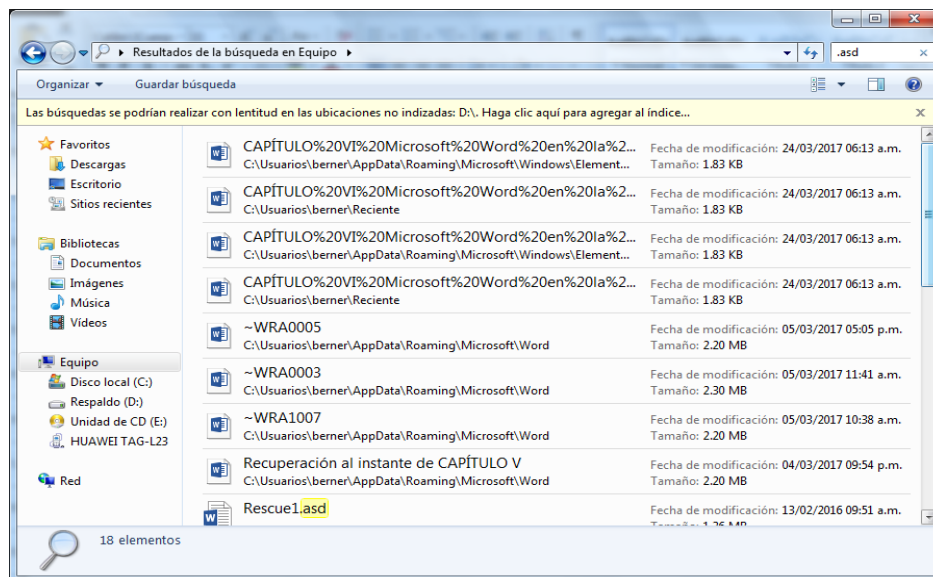 Resultados de la búsqueda en Equipo
.asd
Organizar
Guardar búsqueda
Las búsquedas se podrían realizar con lentitud en las ubicaciones no indizadas: D:\. Haga clic aquí para agregar al índice...
Favoritos
Descargas
Escritorio
Sitios recientes
Bibliotecas
Documentos
Imágenes
Música
Vídeos
Equipo
Disco local (C:)
Respaldo (D:)
Unidad de CD (E:)
HUAWEI TAG-L23
Red
CAPÍTULO%20VI%20Microsoft%20Word%20en%20la%2...
Fecha de modificación: 24/03/2017 06:13 a.m.
C:\Usuarios\berner\AppData\Roaming\Microsoft\Windows\Element...
Tamaño: 1.83 KB
CAPÍTULO%20VI%20Microsoft%20Word%20en%20la%2...
Fecha de modificación: 24/03/2017 06:13 a.m.
C:\Usuarios\berner\Reciente
Tamaño: 1.83 KB
CAPÍTULO%20VI%20Microsoft%20Word%20en%20la%2...
Fecha de modificación: 24/03/2017 06:13 a.m.
C:\Usuarios\berner\AppData\Roaming\Microsoft\Windows\Element...
Tamaño: 1.83 KB
CAPÍTULO%20VI%20Microsoft%20Word%20en%20la%2...
Fecha de modificación: 24/03/2017 06:13 a.m.
C:\Usuarios\berner\Reciente
Tamaño: 1.83 KB
~WRA0005
Fecha de modificación: 05/03/2017 05:05 p.m.
C:\Usuarios\berner\AppData\Roaming\Microsoft\Word
Tamaño: 2.20 MB
~WRA0003
Fecha de modificación: 05/03/2017 11:41 a.m.
C:\Usuarios\berner\AppData\Roaming\Microsoft\Word
Tamaño: 2.30 MB
~WRA1007
Fecha de modificación: 05/03/2017 10:38 a.m.
C:\Usuarios\berner\AppData\Roaming\Microsoft\Word
Tamaño: 2.20 MB
Recuperación al instante de CAPÍTULO V
Fecha de modificación: 04/03/2017 09:54 p.m.
C:\Usuarios\berner\AppData\Roaming\Microsoft\Word
Tamaño: 2.20 MB
Rescue1.asd
Fecha de modificación: 13/02/2016 09:51 a.m.
Tamaño: 1.26 MB
18 elementos